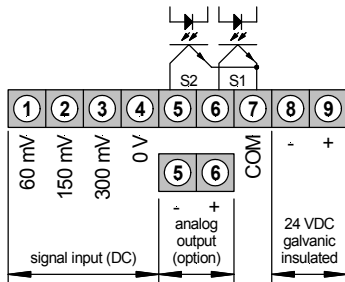 S2 S1
1 2 3 4 5 6 7 8 9
60 mV
150 mV
300 mV
0 V
5 6
COM
- +
- +
signal input (DC)
analog
output
(option)
24 VDC
galvanic
insulated